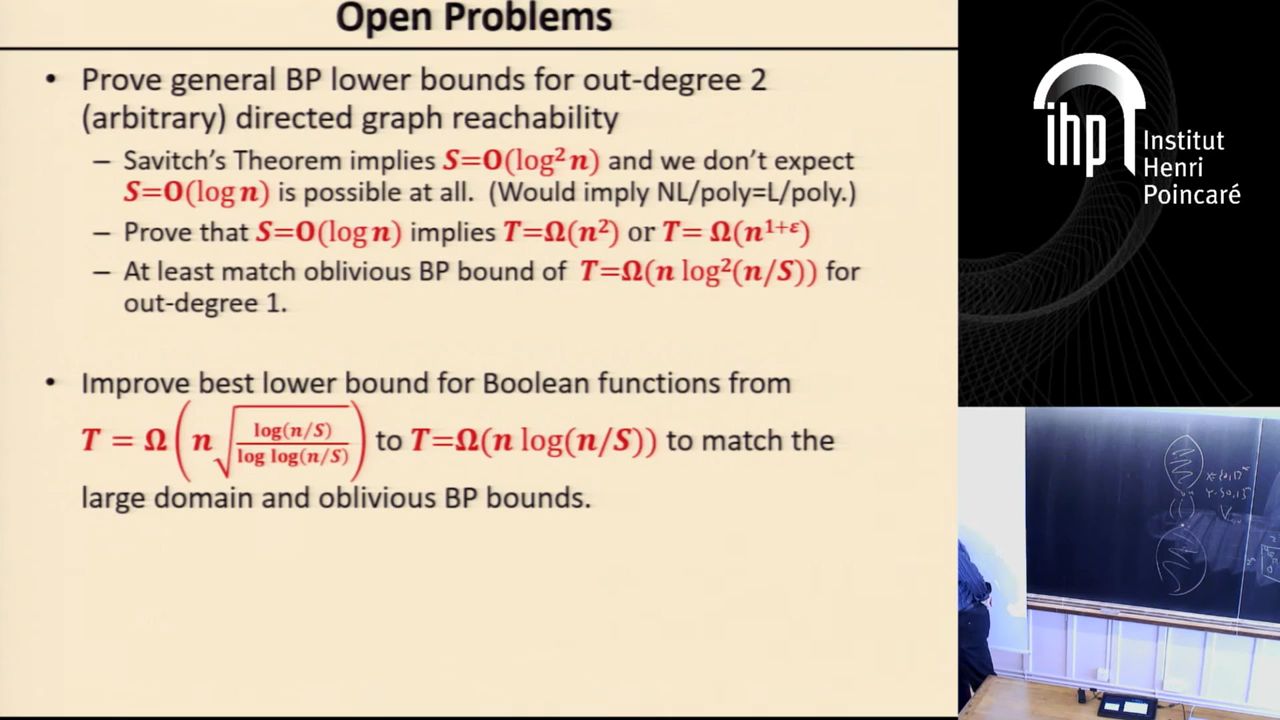 Open Problems
• Prove general BP lower bounds for out-degree 2
(arbitrary) directed graph reachability
– Savitch's Theorem implies S=O(log²n) and we don't expect
S=O(log n) is possible at all. (Would imply NL/poly=L/poly.)
– Prove that S=O(log n) implies T=Ω(n²) or T= Ω(n¹⁺ᵋ)
– At least match oblivious BP bound of T=Ω(n log²(n/S)) for
out-degree 1.
• Improve best lower bound for Boolean functions from
T = Ω(n√(log(n/S)/log log(n/S))) to T=Ω(n log(n/S)) to match the
large domain and oblivious BP bounds.
ihp
Institut
Henri
Poincaré